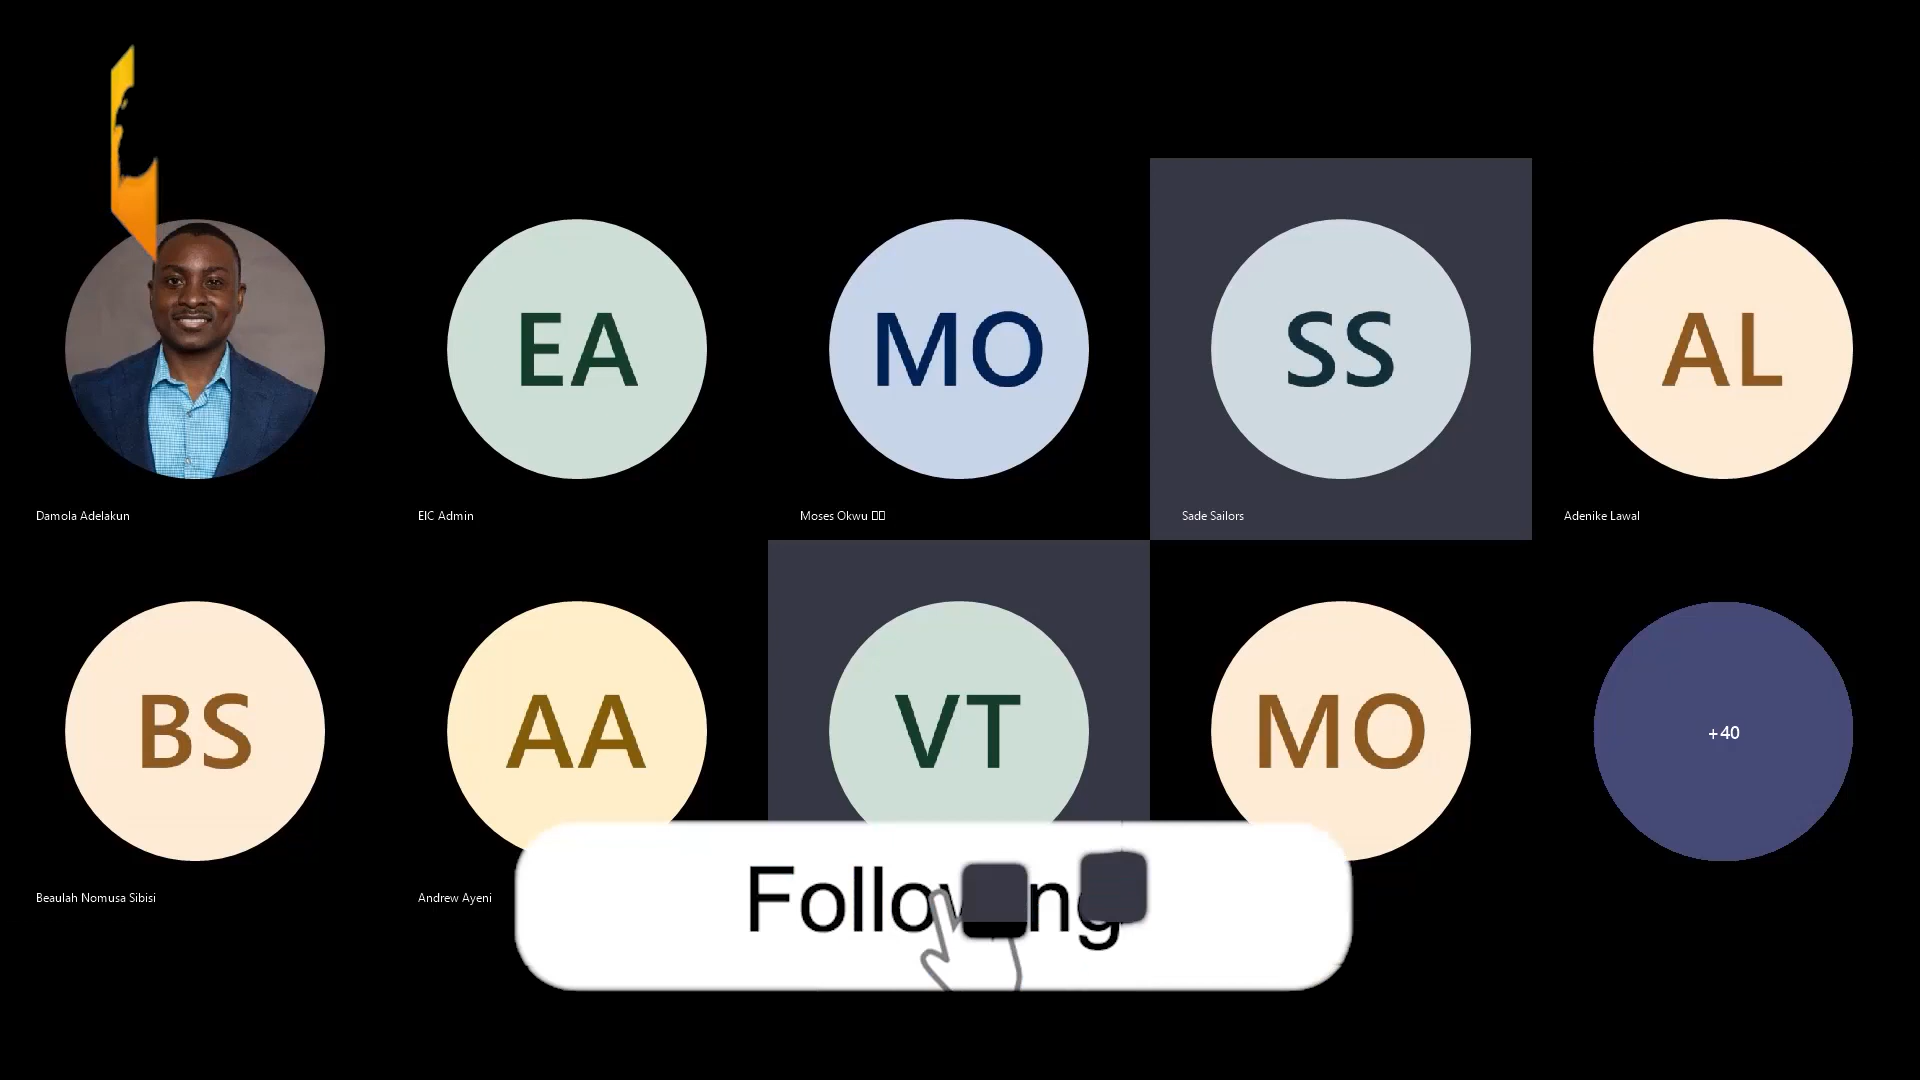 EA
MO
SS
AL
Damola Adelakun
EIC Admin
Moses Okwu
Sade Sailors
Adenike Lawal
BS
AA
VT
MO
+40
Beaulah Nomusa Sibisi
Andrew Ayeni